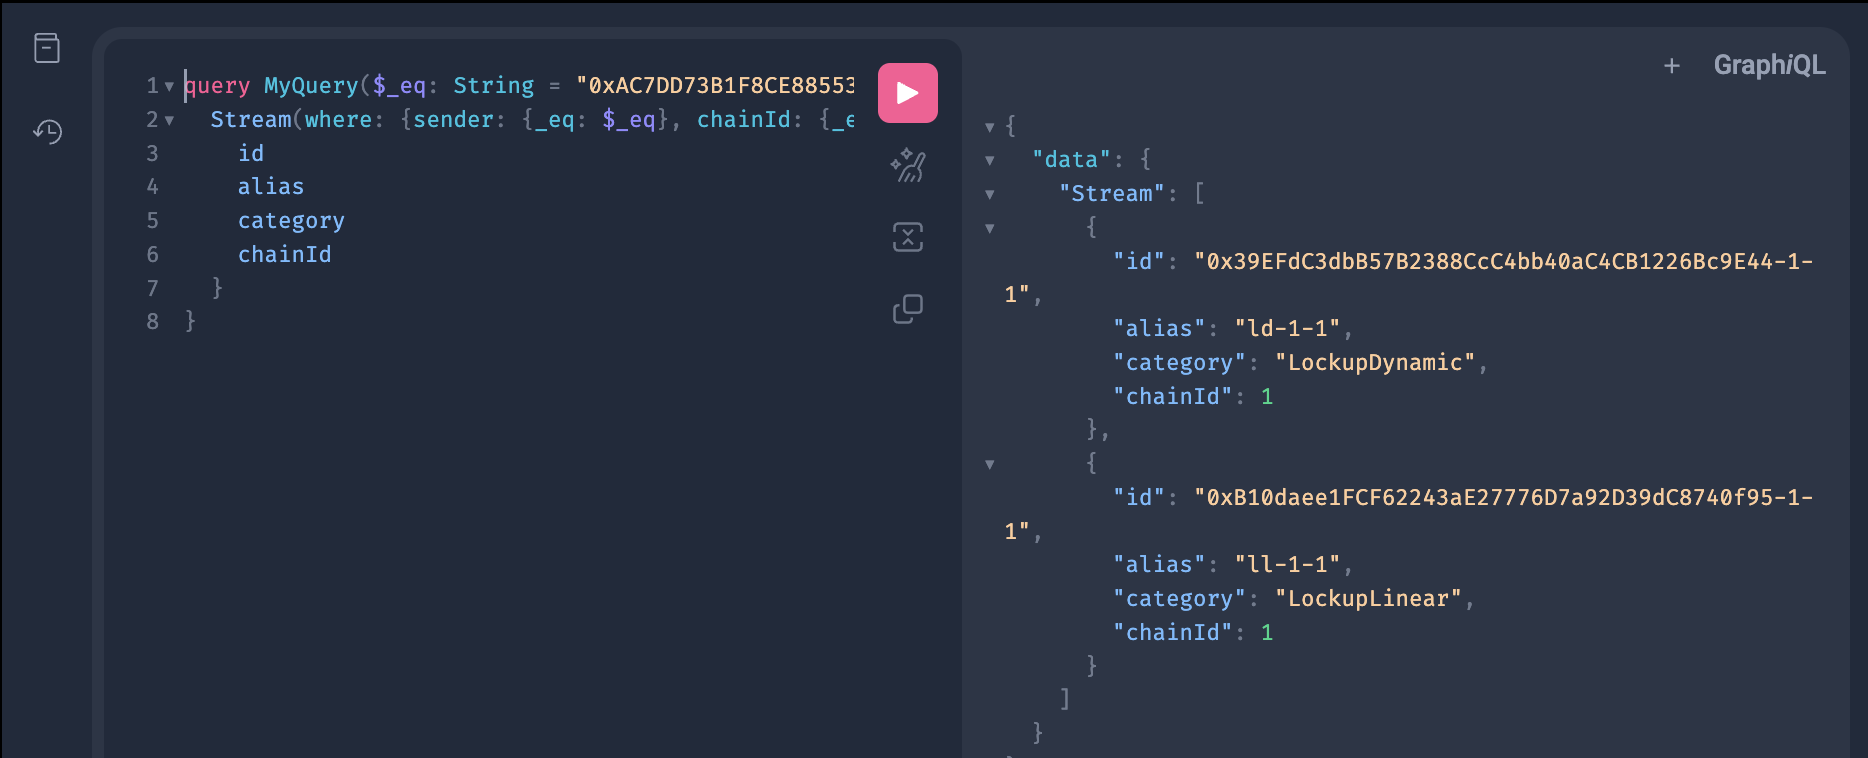 1 query MyQuery($_eq: String = "0xAC7DD73B1F8CE88553
2 Stream(where: {sender: {_eq: $_eq}, chainId: {_e
3 id
4 alias
5 category
6 chainId
7 }
8 }
+ GraphiQL
{
"data": {
"Stream": [
{
"id": "0x39EFdC3dbB57B2388CcC4bb40aC4CB1226Bc9E44-1-
1",
"alias": "ld-1-1",
"category": "LockupDynamic",
"chainId": 1
},
{
"id": "0xB10daee1FCF62243aE27776D7a92D39dC8740f95-1-
1",
"alias": "ll-1-1",
"category": "LockupLinear",
"chainId": 1
}
]
}